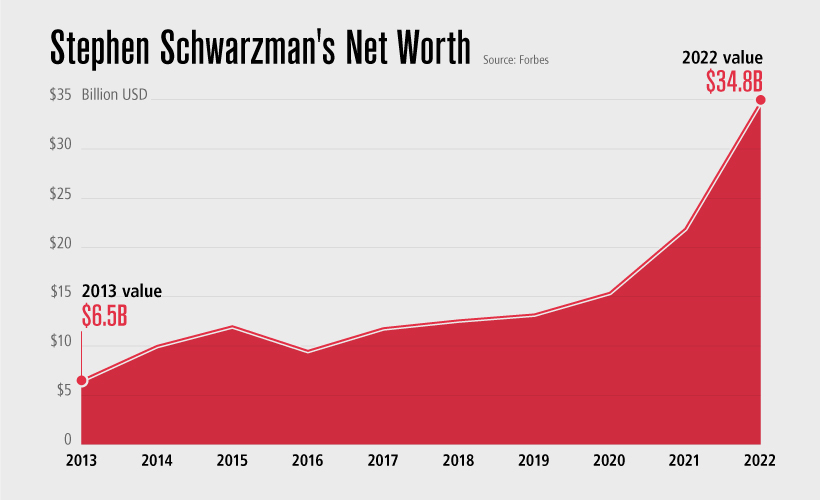 Stephen Schwarzman's Net Worth Source: Forbes
2022 value
$34.8B
$35 Billion USD
$30
$25
$20
$15
2013 value
$6.5B
$10
$5
0
2013 2014 2015 2016 2017 2018 2019 2020 2021 2022